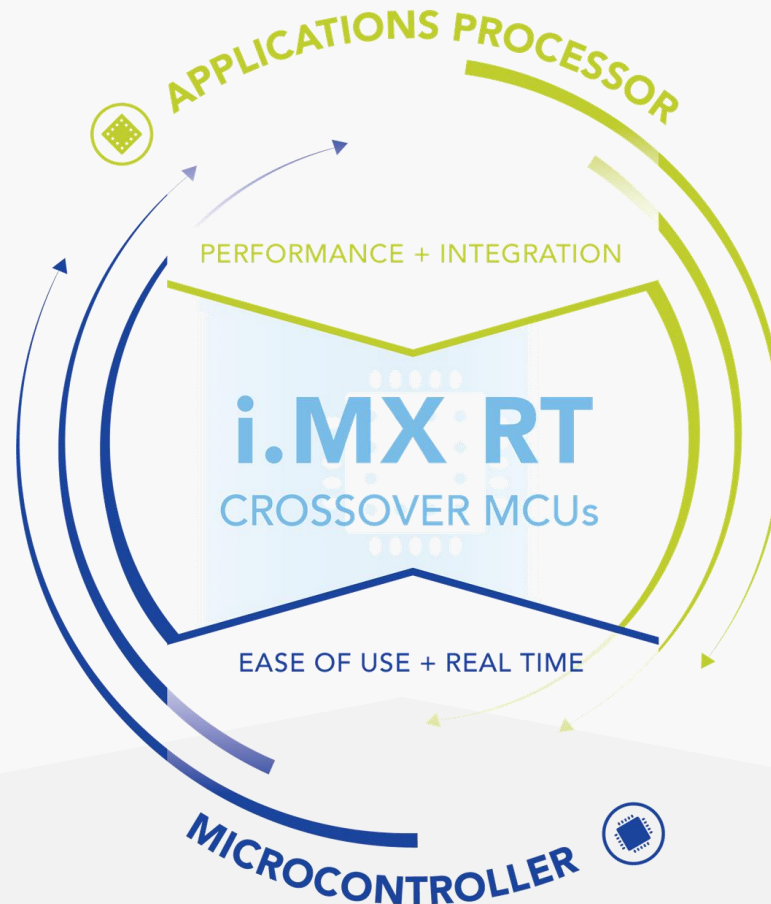 APPLICATIONS PROCESSOR
PERFORMANCE + INTEGRATION
i.MX RT
CROSSOVER MCUs
EASE OF USE + REAL TIME
MICROCONTROLLER